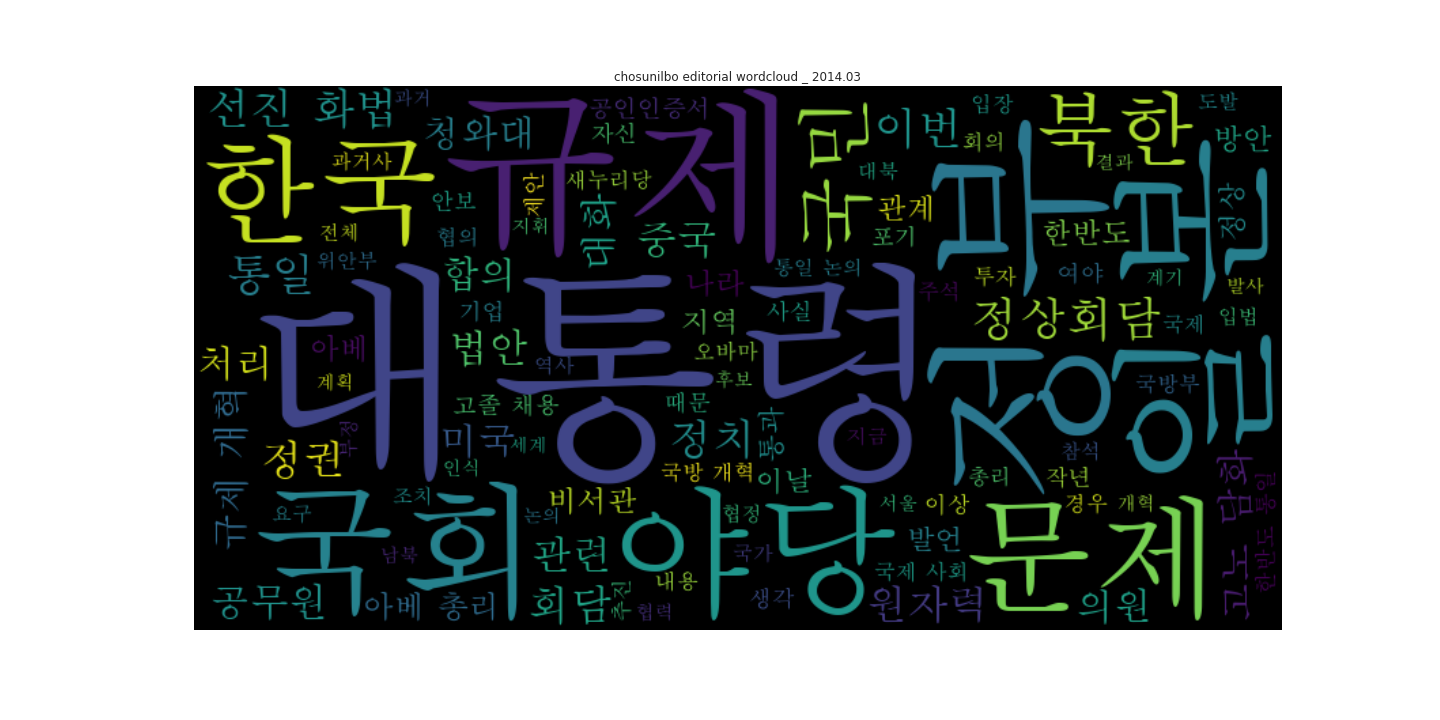 chosunilbo editorial wordcloud _ 2014.03
선진 화법
과거
청와대
규제
공인인증서
자신
국민
이번
입장
회의
북한
도발
방안
결과
한국
과거사
제안
새누리당
대북
정부
일본
정상
안보
전체
협의
지휘
대화
중국
관계
포기
한반도
통일
위안부
합의
대통령
나라
통일 논의
주석
투자
여야
계기
발사
기업
지역
사실
정상회담
국제
입법
처리
아베
법안
역사
오바마
후보
계획
국방부
규제 개혁
고졸 채용
때문
부정
미국
세계
정치
통과
지금
참석
정권
인식
국방 개혁
이날
총리
작년
고노 담화
한반도 통일
국회
조치
비서관
야당
서울
이상
경우
개혁
요구
논의
협정
문제
남북
관련
국가
발언
내용
국제 사회
공무원
아베 총리
회담
추진
협력
생각
원자력
의원